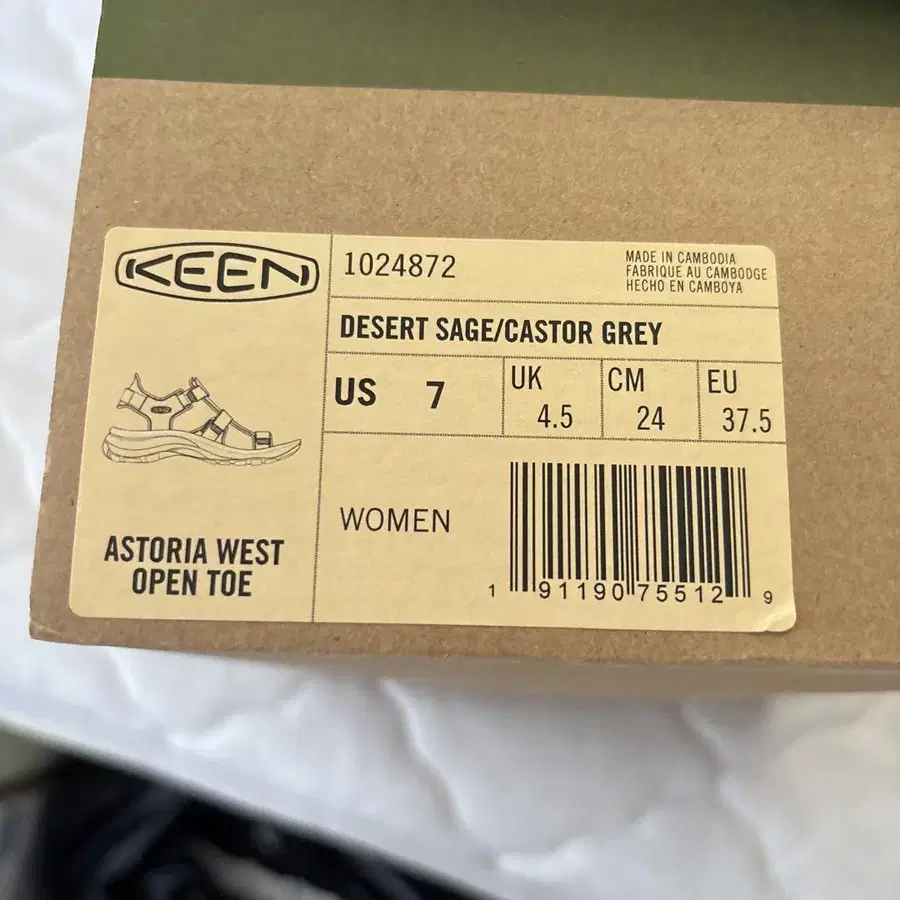 KEEN
1024872
MADE IN CAMBODIA
FABRIQUE AU CAMBODGE
HECHO EN CAMBOYA
DESERT SAGE/CASTOR GREY
US 7
UK 4.5
CM 24
EU 37.5
ASTORIA WEST
OPEN TOE
WOMEN
1 91190 75512 9